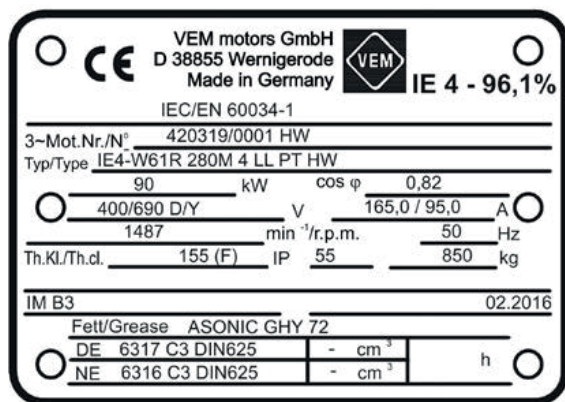 CE VEM motors GmbH
D 38855 Wernigerode
Made in Germany
VEM
IE 4 - 96,1%
IEC/EN 60034-1
3~Mot.Nr./N° 420319/0001 HW
Typ/Type IE4-W61R 280M 4 LL PT HW
90 kW cos φ 0,82
400/690 D/Y V 165,0 / 95,0 A
1487 min⁻¹/r.p.m. 50 Hz
Th.Kl./Th.cl. 155 (F) IP 55 850 kg
IM B3 02.2016
Fett/Grease ASONIC GHY 72
DE 6317 C3 DIN625 - cm³ h
NE 6316 C3 DIN625 - cm³